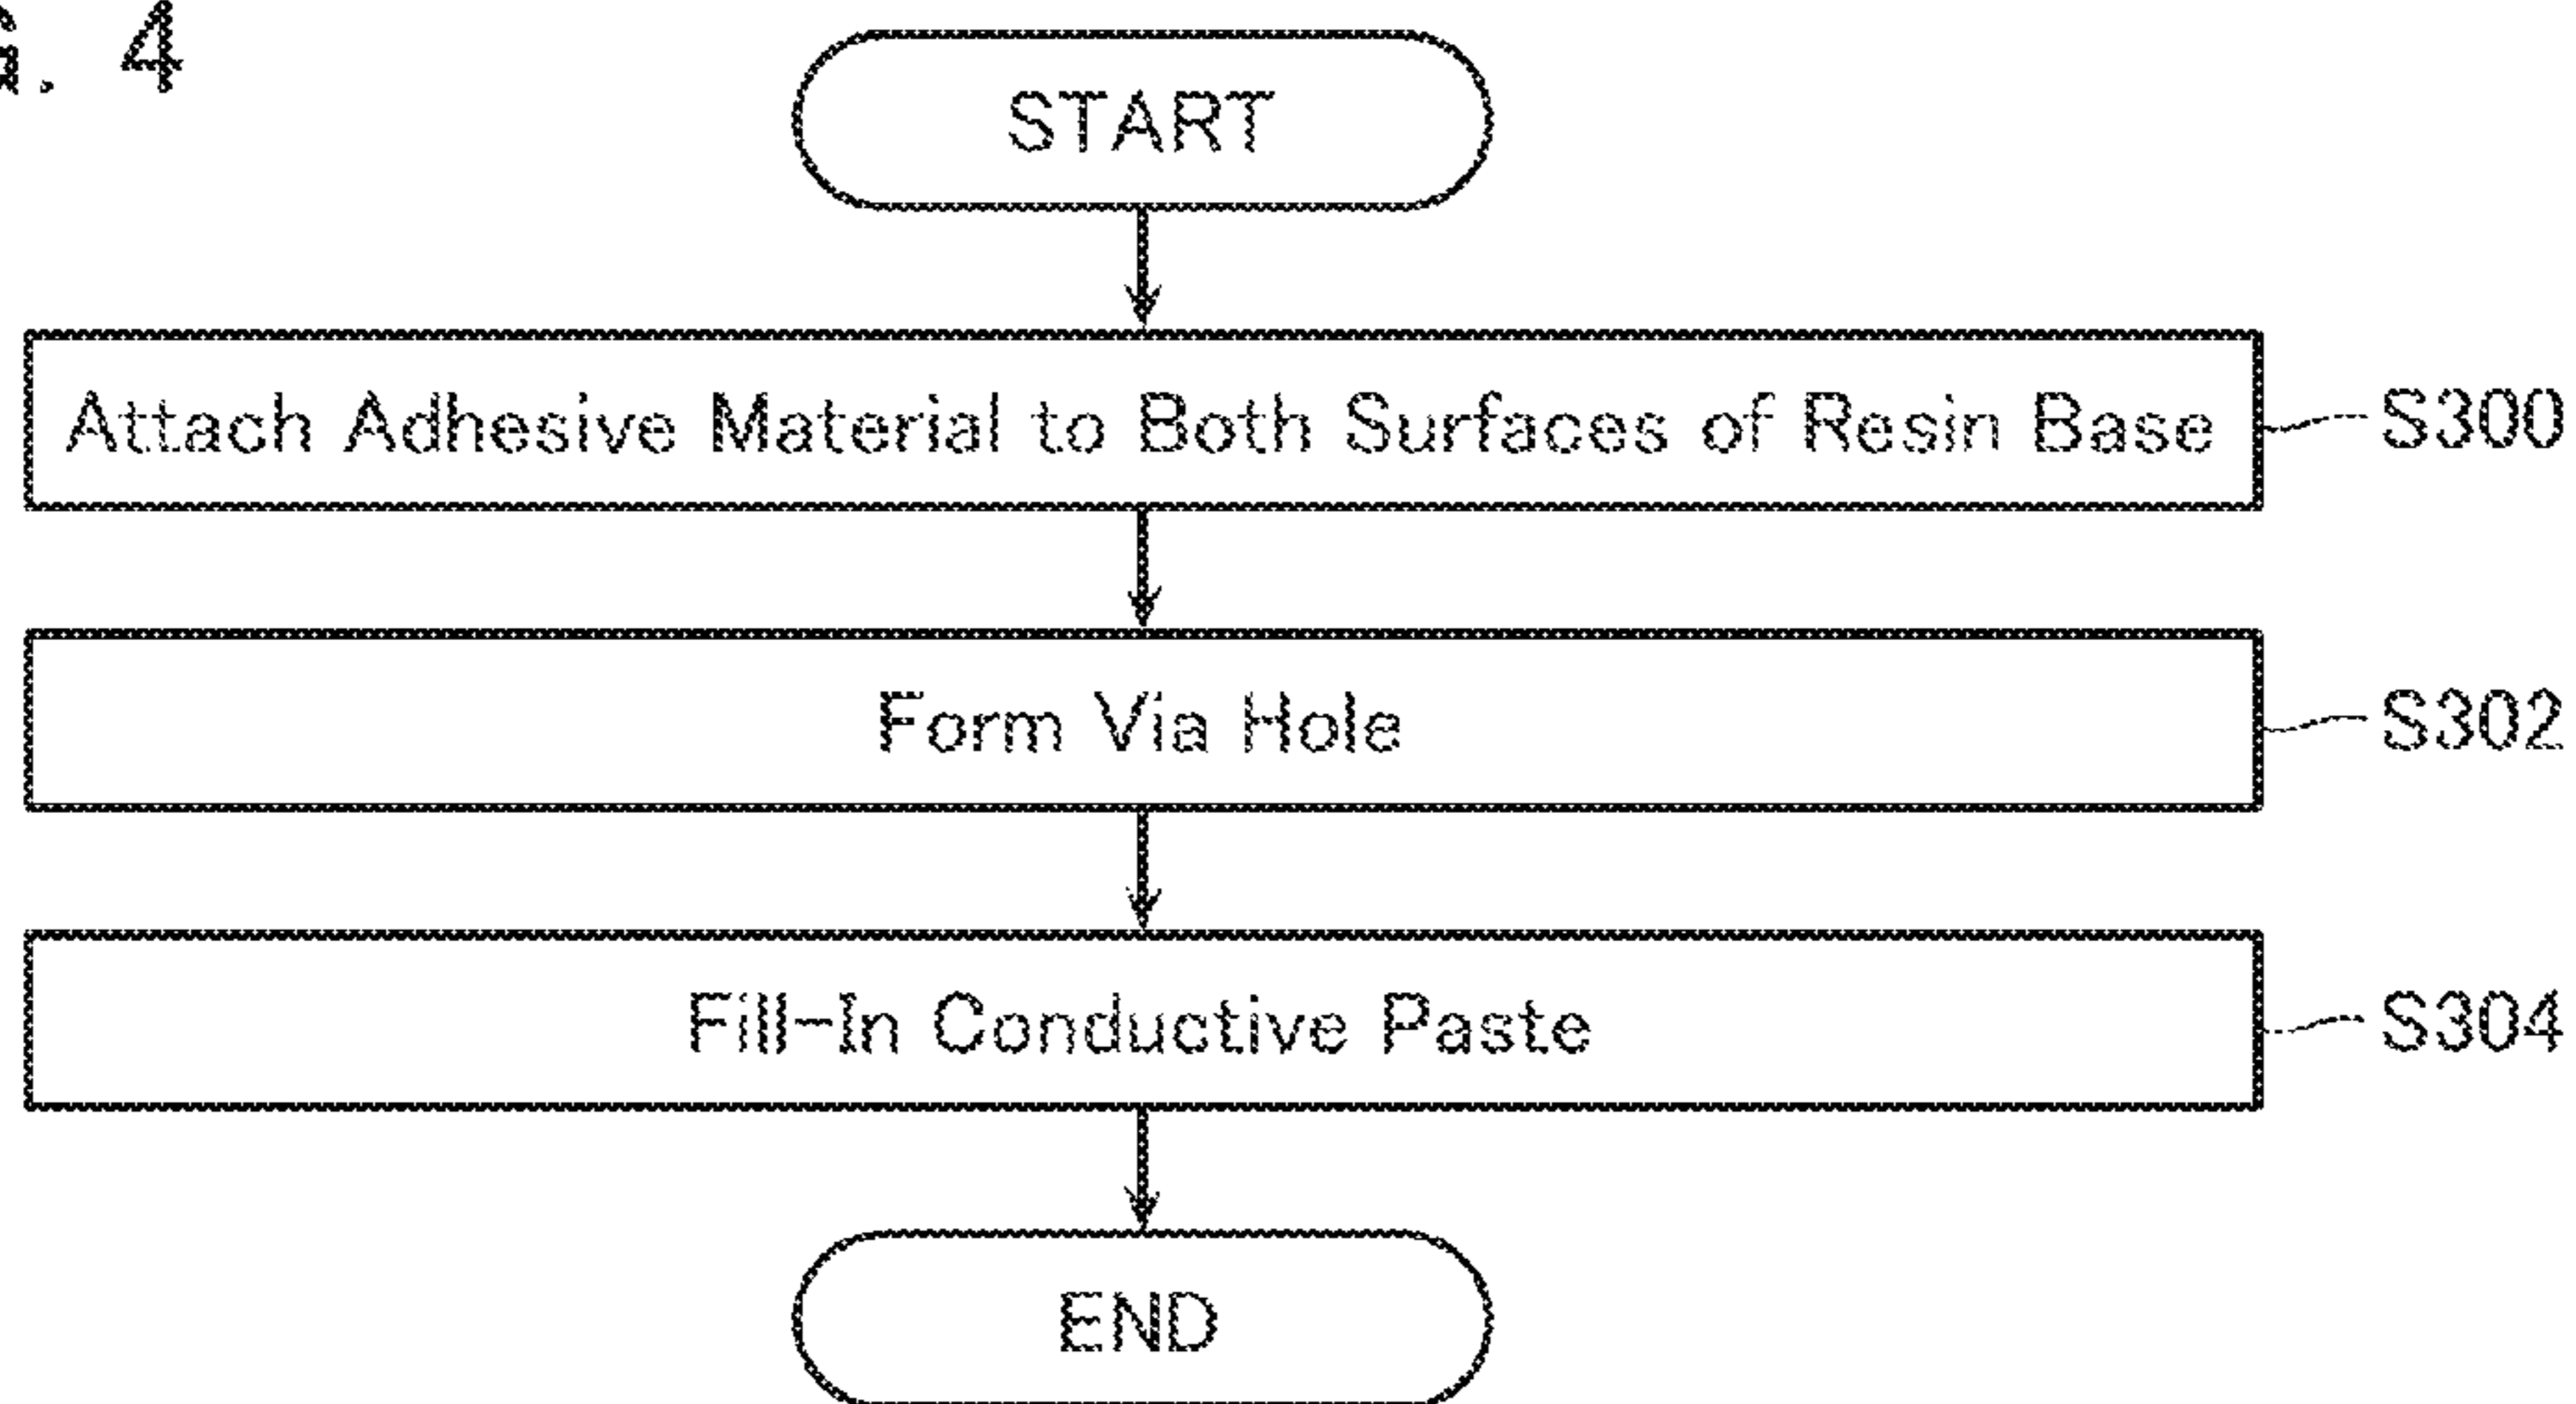 G. 4
START
Attach Adhesive Material to Both Surfaces of Resin Base
S300
Form Via Hole
S302
Fill-In Conductive Paste
S304
END